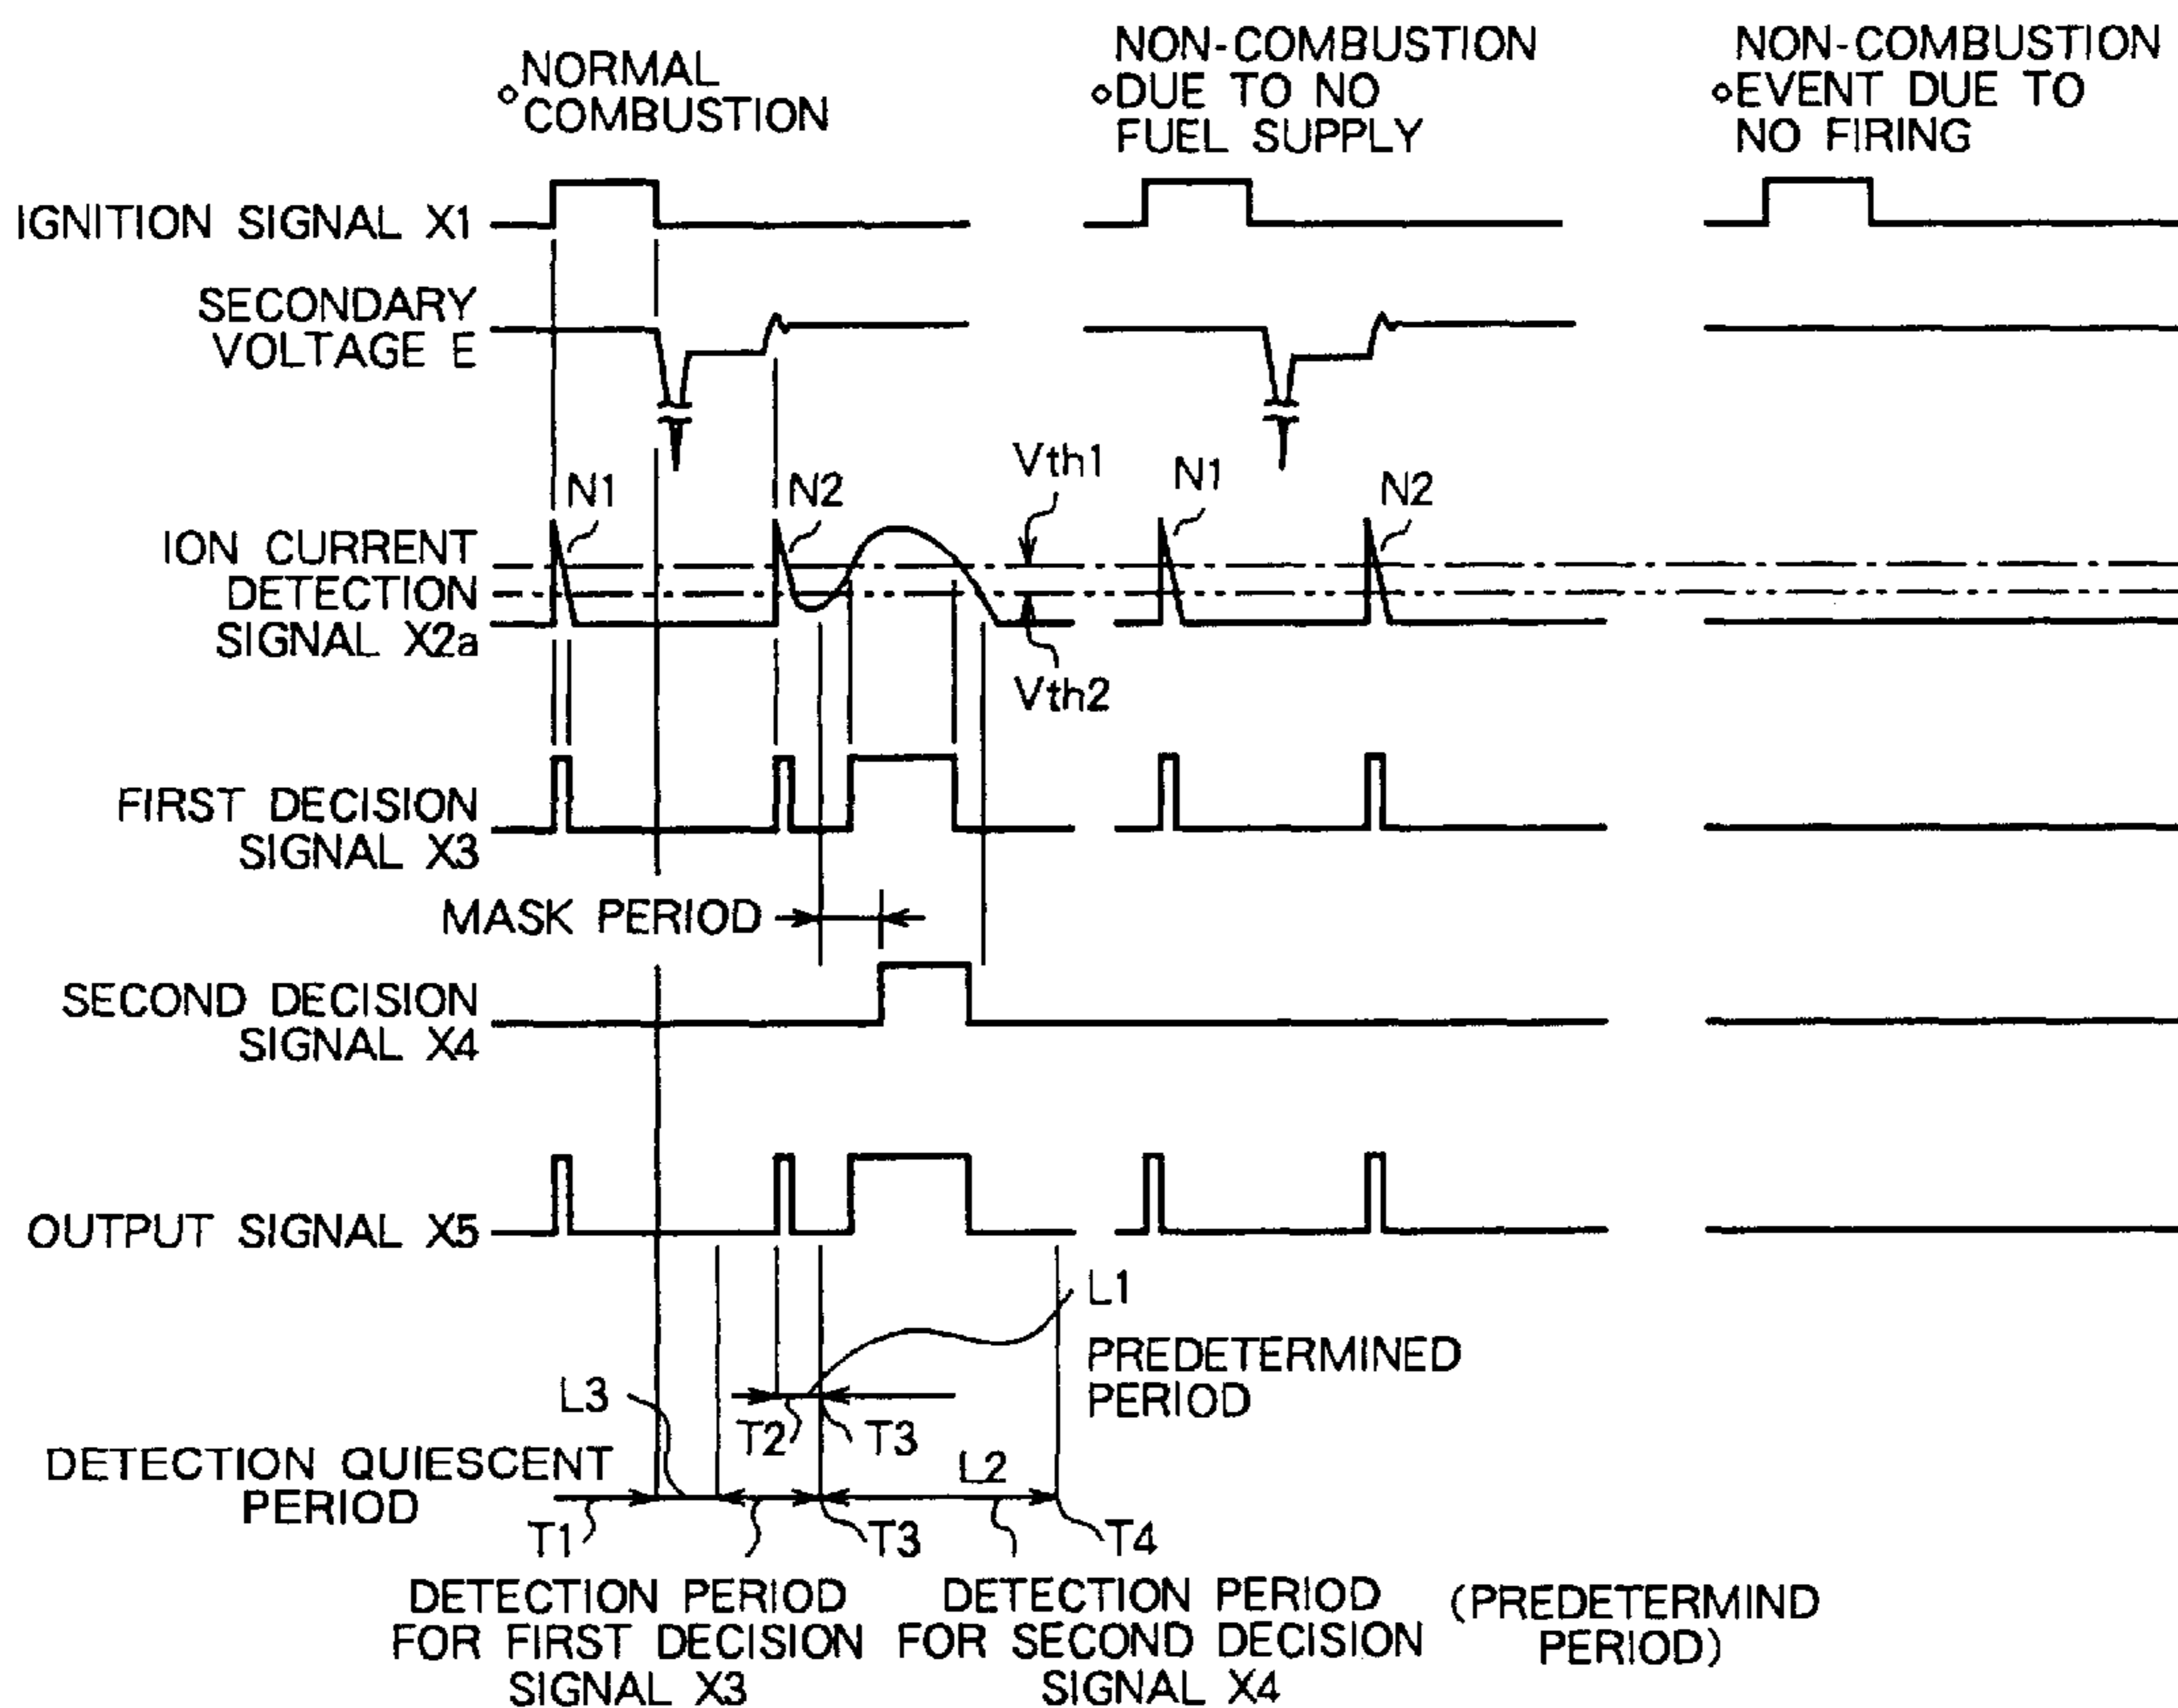 NORMAL
COMBUSTION
NON-COMBUSTION
DUE TO NO
FUEL SUPPLY
NON-COMBUSTION
EVENT DUE TO
NO FIRING
IGNITION SIGNAL X1
SECONDARY
VOLTAGE E
N1
N2
Vth1
N1
N2
ION CURRENT
DETECTION
SIGNAL X2a
Vth2
FIRST DECISION
SIGNAL X3
MASK PERIOD
SECOND DECISION
SIGNAL X4
OUTPUT SIGNAL X5
L1
PREDETERMINED
PERIOD
L3
T2
T3
DETECTION QUIESCENT
PERIOD
L2
T1
T3
T4
DETECTION PERIOD
FOR FIRST DECISION
SIGNAL X3
DETECTION PERIOD
FOR SECOND DECISION
SIGNAL X4
(PREDETERMIND
PERIOD)